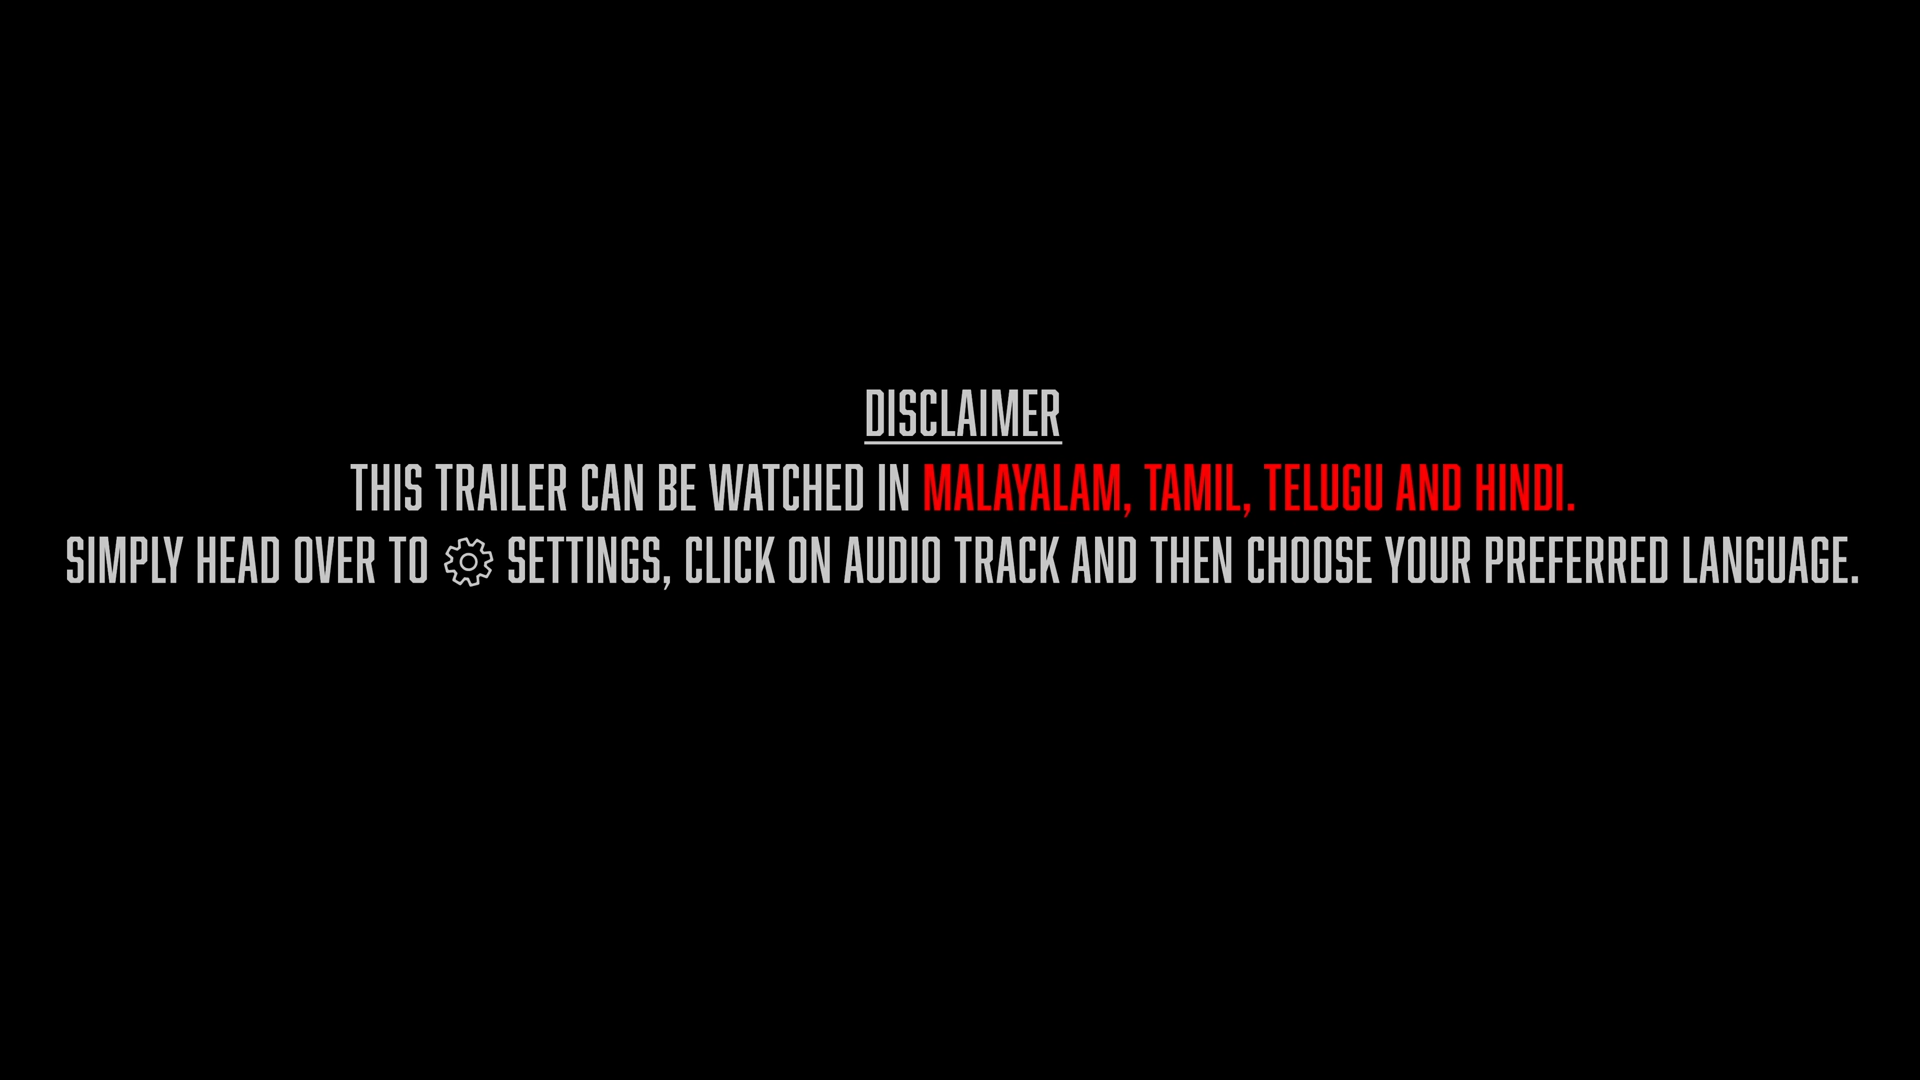 DISCLAIMER
THIS TRAILER CAN BE WATCHED IN MALAYALAM, TAMIL, TELUGU AND HINDI.
SIMPLY HEAD OVER TO SETTINGS, CLICK ON AUDIO TRACK AND THEN CHOOSE YOUR PREFERRED LANGUAGE.